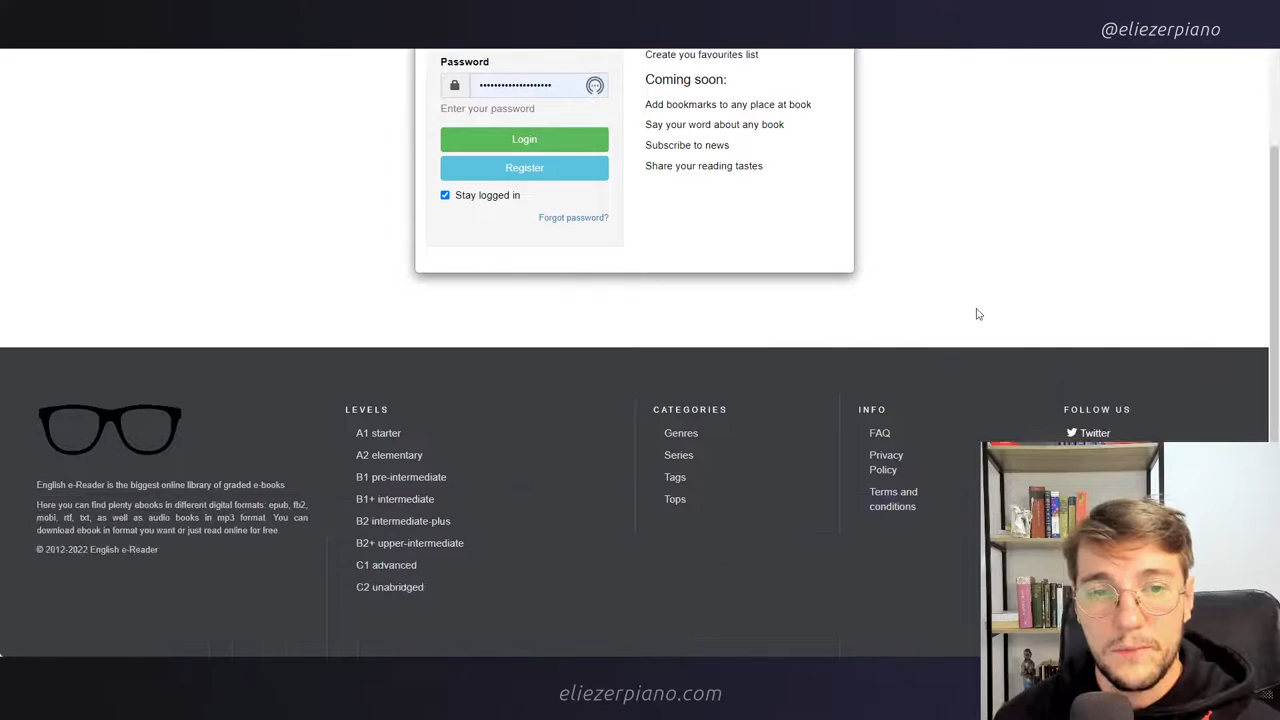 @eliezerpiano
Password
••••••••••••••••••••
Enter your password
Login
Register
Stay logged in
Forgot password?
Create you favourites list
Coming soon:
Add bookmarks to any place at book
Say your word about any book
Subscribe to news
Share your reading tastes
English e-Reader is the biggest online library of graded e-books
Here you can find plenty ebooks in different digital formats: epub, fb2,
mobi, rtf, txt, as well as audio books in mp3 format. You can
download ebook in format you want or just read online for free.
© 2012-2022 English e-Reader
LEVELS
A1 starter
A2 elementary
B1 pre-intermediate
B1+ intermediate
B2 intermediate-plus
B2+ upper-intermediate
C1 advanced
C2 unabridged
CATEGORIES
Genres
Series
Tags
Tops
INFO
FAQ
Privacy
Policy
Terms and
conditions
FOLLOW US
Twitter
eliezerpiano.com